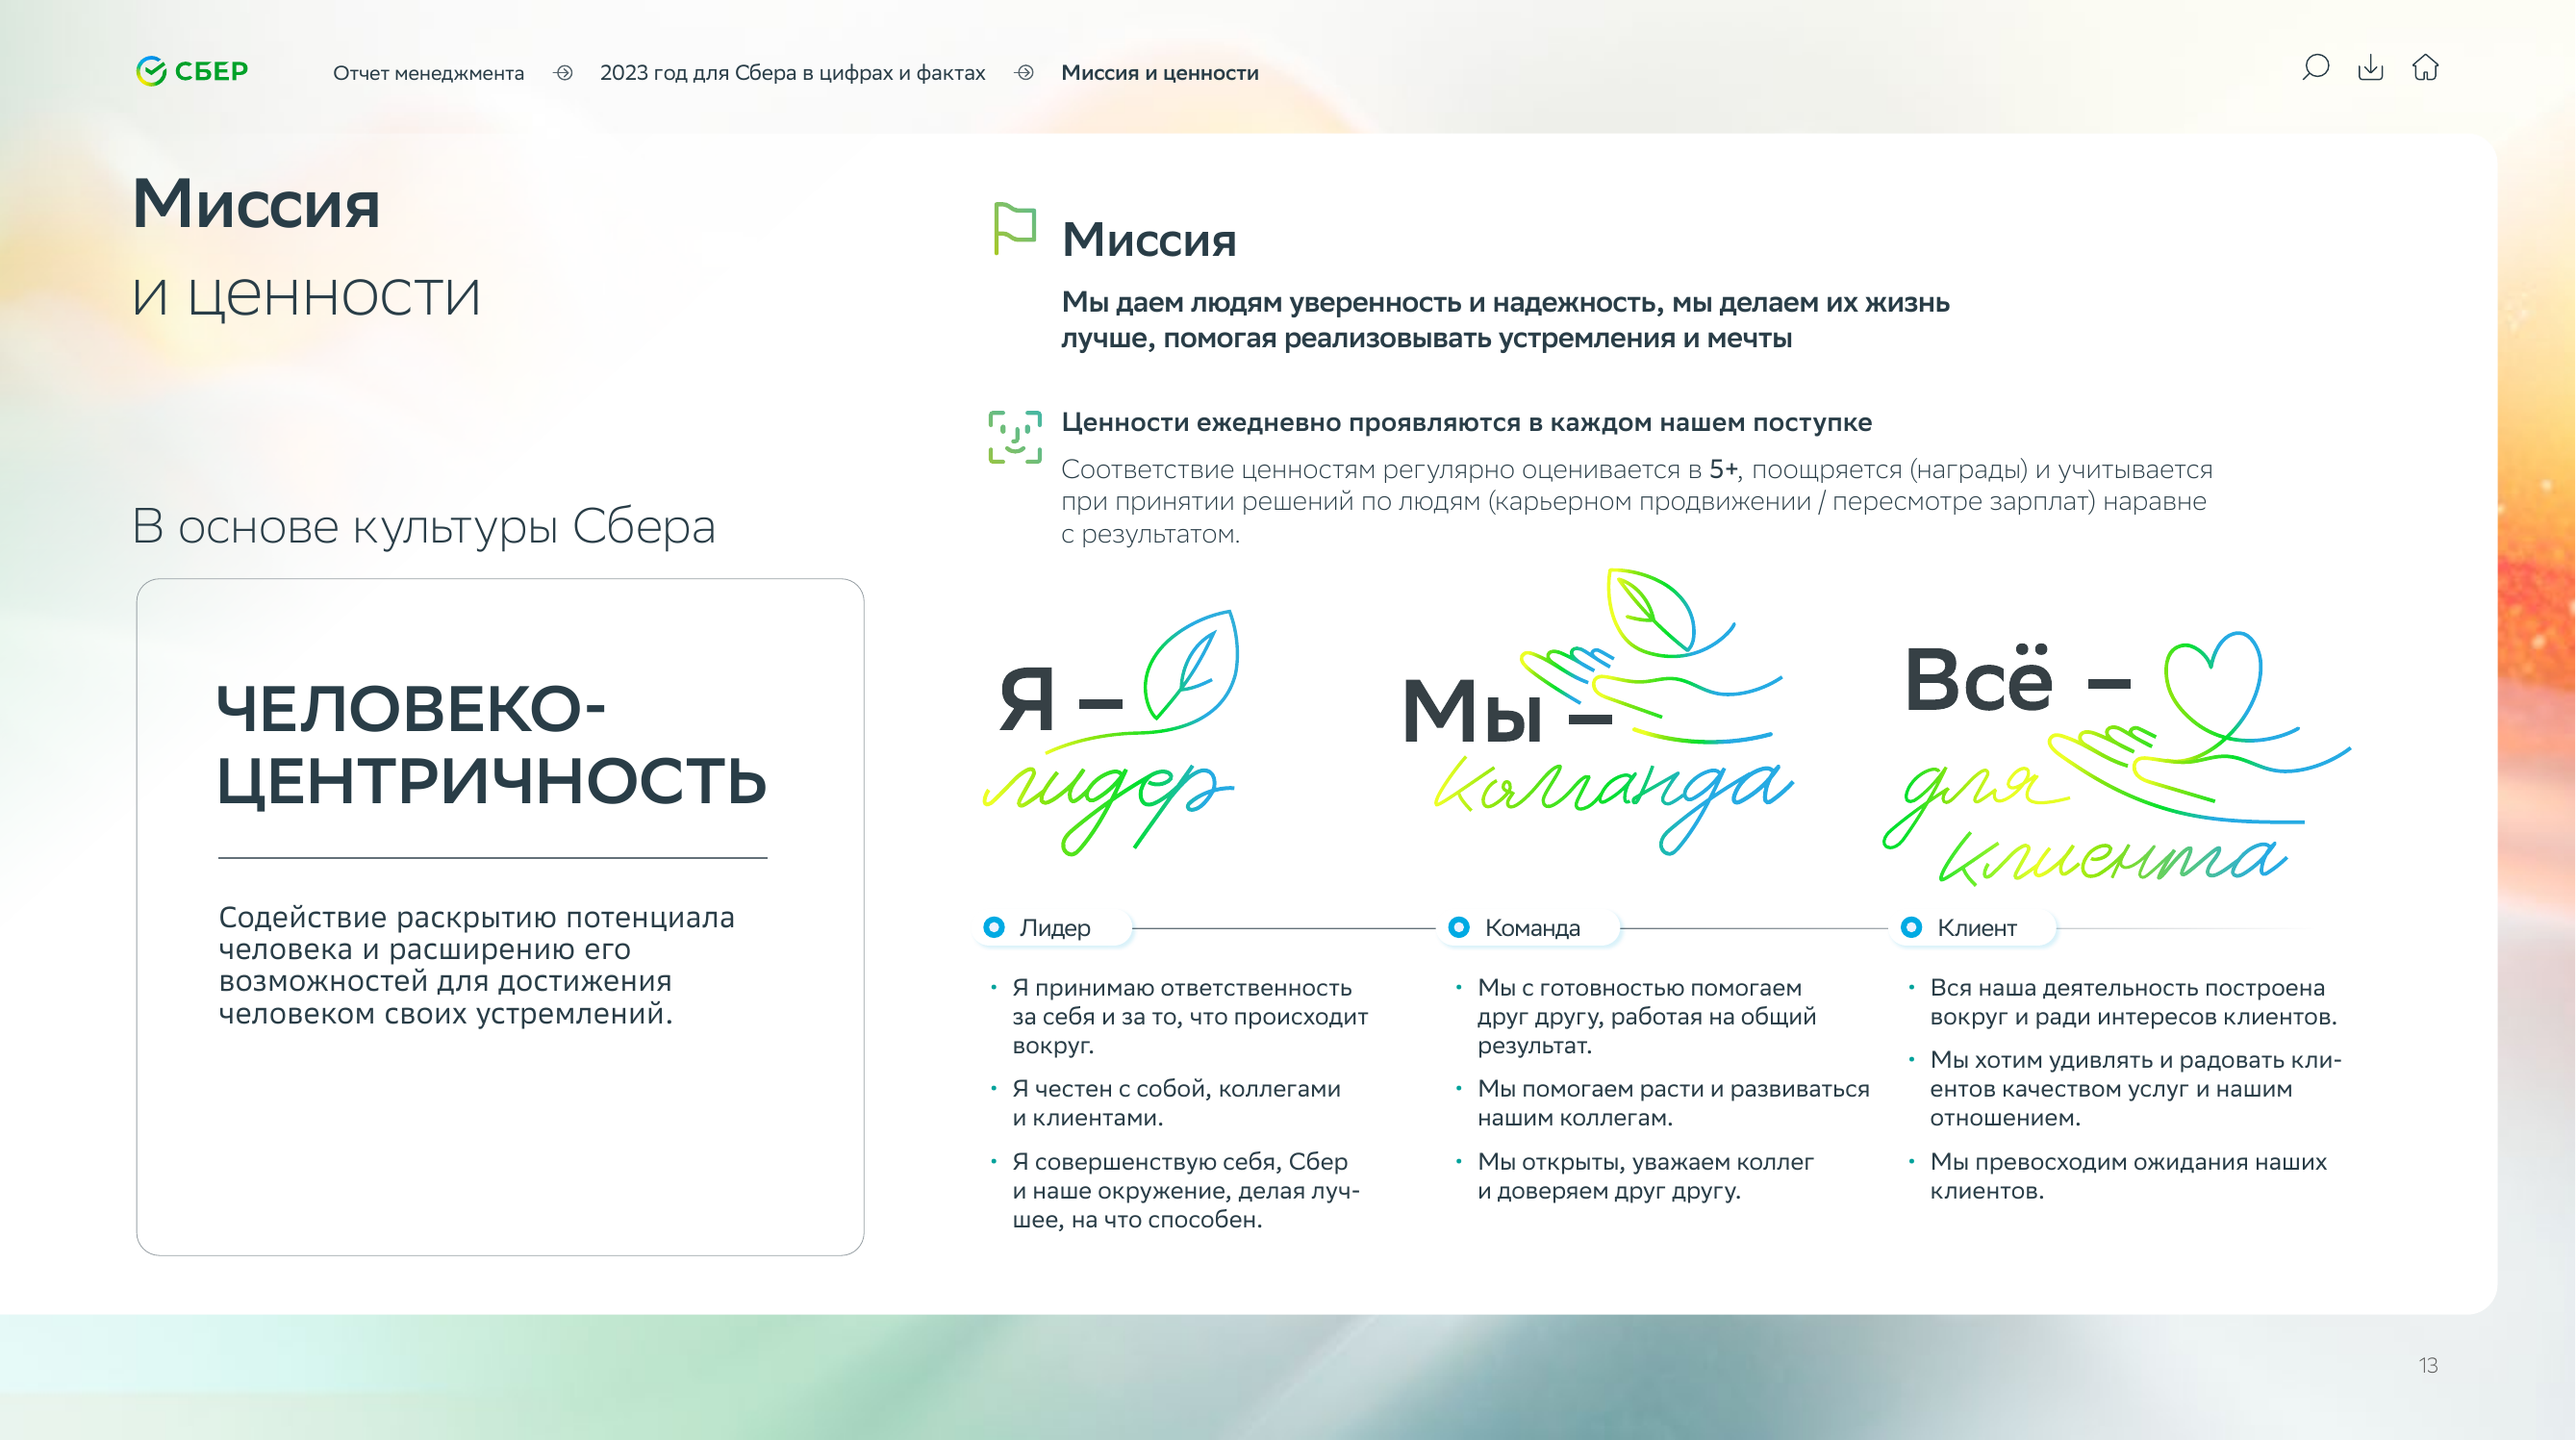 СБЕР
Отчет менеджмента
2023 год для Сбера в цифрах и фактах
Миссия и ценности
Миссия
и ценности
В основе культуры Сбера
ЧЕЛОВЕКО-
ЦЕНТРИЧНОСТЬ
Содействие раскрытию потенциала
человека и расширению его
возможностей для достижения
человеком своих устремлений.
Миссия
Мы даем людям уверенность и надежность, мы делаем их жизнь
лучше, помогая реализовывать устремления и мечты
Ценности ежедневно проявляются в каждом нашем поступке
Соответствие ценностям регулярно оценивается в 5+, поощряется (награды) и учитывается
при принятии решений по людям (карьерном продвижении / пересмотре зарплат) наравне
с результатом.
Я –
лидер
Мы –
команда
Всё –
для
клиента
Лидер
Я принимаю ответственность
за себя и за то, что происходит
вокруг.
Я честен с собой, коллегами
и клиентами.
Я совершенствую себя, Сбер
и наше окружение, делая луч-
шее, на что способен.
Команда
Мы с готовностью помогаем
друг другу, работая на общий
результат.
Мы помогаем расти и развиваться
нашим коллегам.
Мы открыты, уважаем коллег
и доверяем друг другу.
Клиент
Вся наша деятельность построена
вокруг и ради интересов клиентов.
Мы хотим удивлять и радовать кли-
ентов качеством услуг и нашим
отношением.
Мы превосходим ожидания наших
клиентов.
13